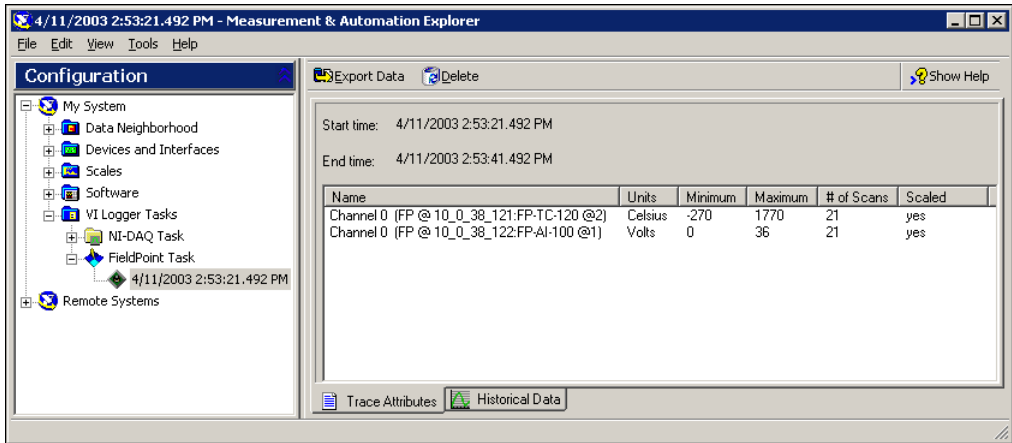 4/11/2003 2:53:21.492 PM - Measurement & Automation Explorer
File Edit View Tools Help
Configuration
My System
Data Neighborhood
Devices and Interfaces
Scales
Software
VI Logger Tasks
NI-DAQ Task
FieldPoint Task
4/11/2003 2:53:21.492 PM
Remote Systems
Export Data Delete Show Help
Start time: 4/11/2003 2:53:21.492 PM
End time: 4/11/2003 2:53:41.492 PM
Name Units Minimum Maximum # of Scans Scaled
Channel 0 (FP @ 10_0_38_121:FP-TC-120 @2) Celsius -270 1770 21 yes
Channel 0 (FP @ 10_0_38_122:FP-AI-100 @1) Volts 0 36 21 yes
Trace Attributes Historical Data